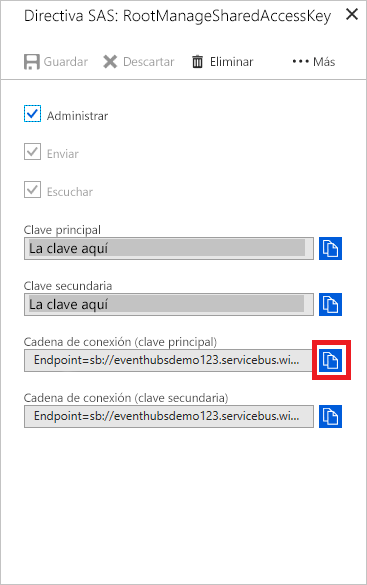 Directiva SAS: RootManageSharedAccessKey
Guardar Descartar Eliminar Más
Administrar
Enviar
Escuchar
Clave principal
La clave aquí
Clave secundaria
La clave aquí
Cadena de conexión (clave principal)
Endpoint=sb://eventhubsdemo123.servicebus.wi...
Cadena de conexión (clave secundaria)
Endpoint=sb://eventhubsdemo123.servicebus.wi...